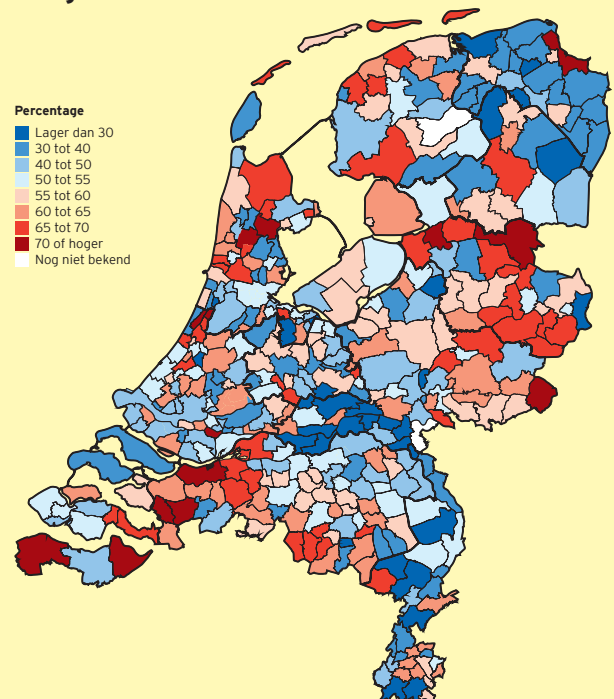 Percentage
Lager dan 30
30 tot 40
40 tot 50
50 tot 55
55 tot 60
60 tot 65
65 tot 70
70 of hoger
Nog niet bekend